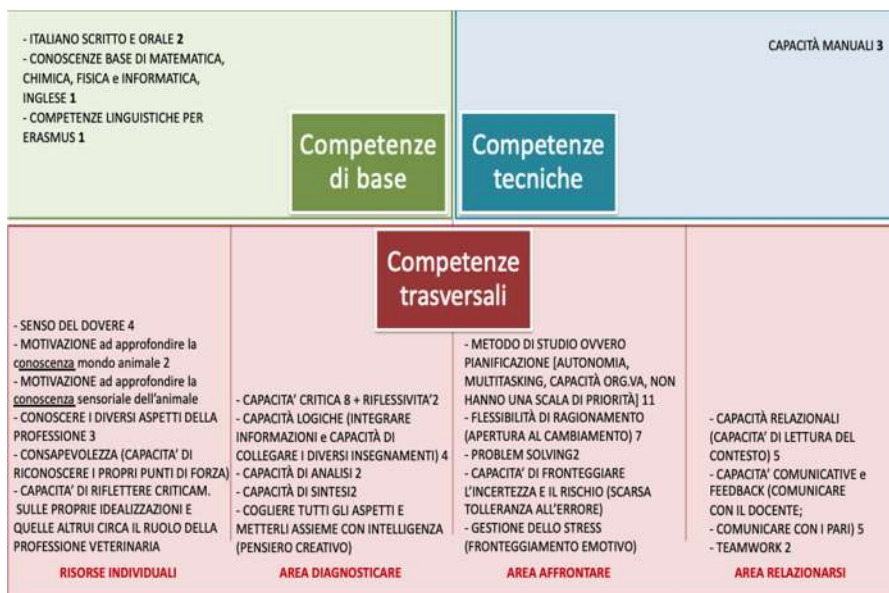 - ITALIANO SCRITTO E ORALE 2
- CONOSCENZE BASE DI MATEMATICA,
CHIMICA, FISICA e INFORMATICA,
INGLESE 1
- COMPETENZE LINGUISTICHE PER
ERASMUS 1
Competenze
di base
CAPACITÀ MANUALI 3
Competenze
tecniche
Competenze
trasversali
- SENSO DEL DOVERE 4
- MOTIVAZIONE ad approfondire la
conoscenza mondo animale 2
- MOTIVAZIONE ad approfondire la
conoscenza sensoriale dell'animale
- CONOSCERE I DIVERSI ASPETTI DELLA
PROFESSIONE 3
- CONSAPEVOLEZZA (CAPACITA' DI
RICONOSCERE I PROPRI PUNTI DI FORZA)
- CAPACITA' DI RIFLETTERE CRITICAM.
SULLE PROPRIE IDEALIZZAZIONI E
QUELLE ALTRUI CIRCA IL RUOLO DELLA
PROFESSIONE VETERINARIA
RISORSE INDIVIDUALI
- CAPACITA' CRITICA 8 + RIFLESSIVITA'2
- CAPACITÀ LOGICHE (INTEGRARE
INFORMAZIONI e CAPACITÀ DI
COLLEGARE I DIVERSI INSEGNAMENTI) 4
- CAPACITÀ DI ANALISI 2
- CAPACITÀ DI SINTESI2
- COGLIERE TUTTI GLI ASPETTI E
METTERLI ASSIEME CON INTELLIGENZA
(PENSIERO CREATIVO)
AREA DIAGNOSTICARE
- METODO DI STUDIO OVVERO
PIANIFICAZIONE [AUTONOMIA,
MULTITASKING, CAPACITÀ ORG.VA, NON
HANNO UNA SCALA DI PRIORITÀ] 11
- FLESSIBILITÀ DI RAGIONAMENTO
(APERTURA AL CAMBIAMENTO) 7
- PROBLEM SOLVING2
- CAPACITA' DI FRONTEGGIARE
L'INCERTEZZA E IL RISCHIO (SCARSA
TOLLERANZA ALL'ERRORE)
- GESTIONE DELLO STRESS
(FRONTEGGIAMENTO EMOTIVO)
AREA AFFRONTARE
- CAPACITÀ RELAZIONALI
(CAPACITA' DI LETTURA DEL
CONTESTO) 5
- CAPACITA' COMUNICATIVE e
FEEDBACK (COMUNICARE
CON IL DOCENTE;
- COMUNICARE CON I PARI) 5
- TEAMWORK 2
AREA RELAZIONARSI